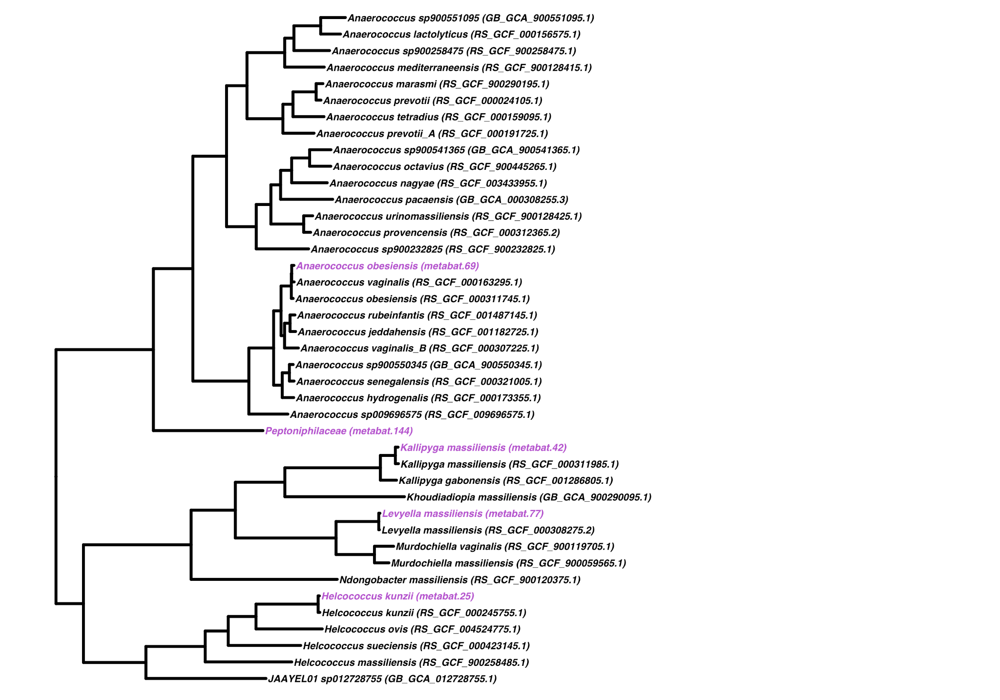 Anaerococcus sp900551095 (GB_GCA_900551095.1)
Anaerococcus lactolyticus (RS_GCF_000156575.1)
Anaerococcus sp900258475 (RS_GCF_900258475.1)
Anaerococcus mediterraneensis (RS_GCF_900128415.1)
Anaerococcus marasmi (RS_GCF_900290195.1)
Anaerococcus prevotii (RS_GCF_000024105.1)
Anaerococcus tetradius (RS_GCF_000159095.1)
Anaerococcus prevotii_A (RS_GCF_000191725.1)
Anaerococcus sp900541365 (GB_GCA_900541365.1)
Anaerococcus octavius (RS_GCF_900445265.1)
Anaerococcus nagyae (RS_GCF_003433955.1)
Anaerococcus pacaensis (GB_GCA_000308255.3)
Anaerococcus urinomassiliensis (RS_GCF_900128425.1)
Anaerococcus provencensis (RS_GCF_000312365.2)
Anaerococcus sp900232825 (RS_GCF_900232825.1)
Anaerococcus obesiensis (metabat.69)
Anaerococcus vaginalis (RS_GCF_000163295.1)
Anaerococcus obesiensis (RS_GCF_000311745.1)
Anaerococcus rubeinfantis (RS_GCF_001487145.1)
Anaerococcus jeddahensis (RS_GCF_001182725.1)
Anaerococcus vaginalis_B (RS_GCF_000307225.1)
Anaerococcus sp900550345 (GB_GCA_900550345.1)
Anaerococcus senegalensis (RS_GCF_000321005.1)
Anaerococcus hydrogenalis (RS_GCF_000173355.1)
Anaerococcus sp009696575 (RS_GCF_009696575.1)
Peptoniphilaceae (metabat.144)
Kallipyga massiliensis (metabat.42)
Kallipyga massiliensis (RS_GCF_000311985.1)
Kallipyga gabonensis (RS_GCF_001286805.1)
Khoudiadiopia massiliensis (GB_GCA_900290095.1)
Levyella massiliensis (metabat.77)
Levyella massiliensis (RS_GCF_000308275.2)
Murdochiella vaginalis (RS_GCF_900119705.1)
Murdochiella massiliensis (RS_GCF_900059565.1)
Ndongobacter massiliensis (RS_GCF_900120375.1)
Helcococcus kunzii (metabat.25)
Helcococcus kunzii (RS_GCF_000245755.1)
Helcococcus ovis (RS_GCF_004524775.1)
Helcococcus sueciensis (RS_GCF_000423145.1)
Helcococcus massiliensis (RS_GCF_900258485.1)
JAAYEL01 sp012728755 (GB_GCA_012728755.1)